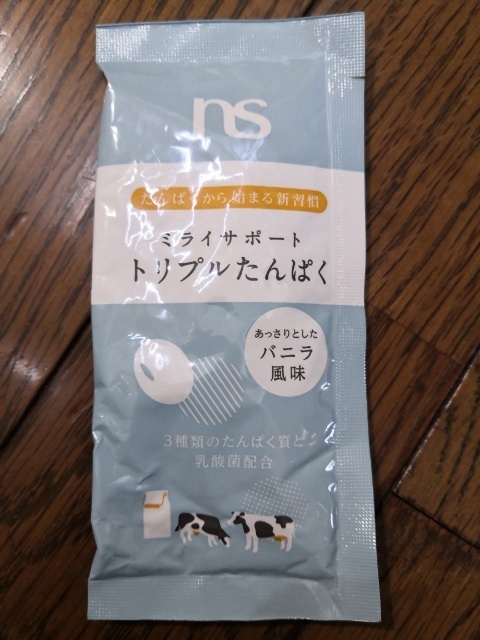 ns
たんぱくから始まる新習慣
ミライサポート
トリプルたんぱく
あっさりとした
バニラ
風味
3種類のたんぱく質と
乳酸菌配合